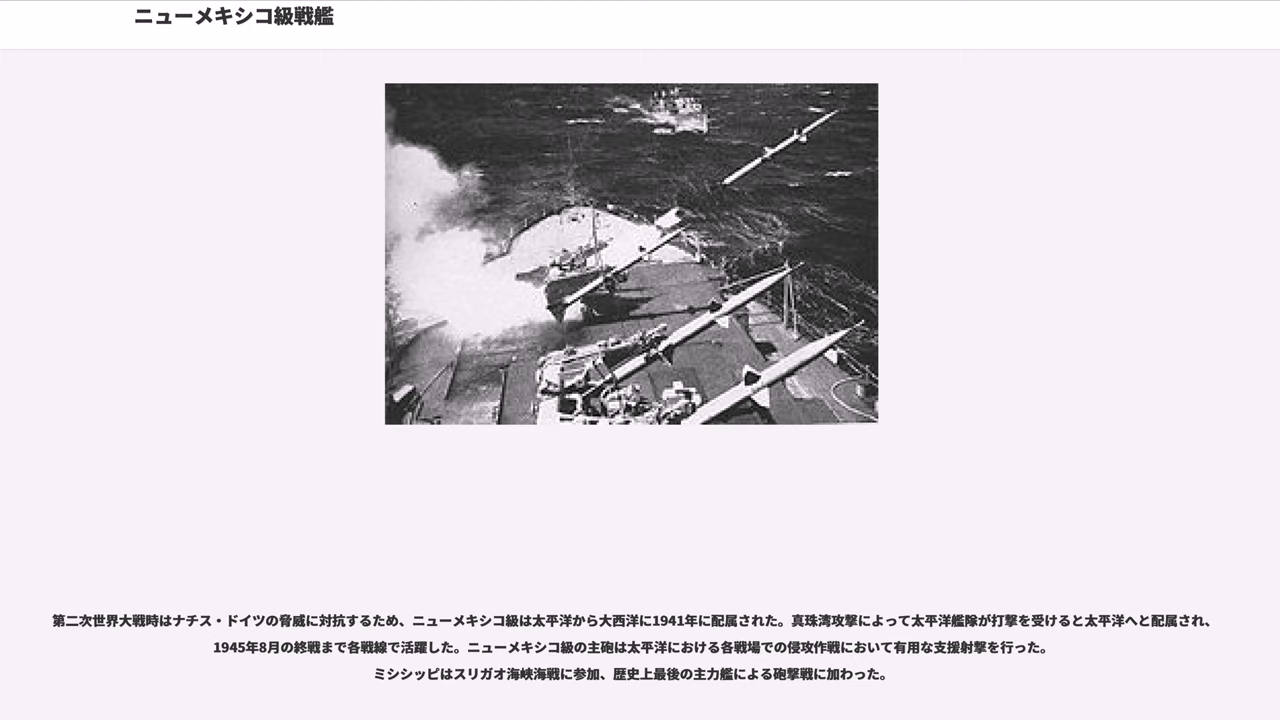 ニューメキシコ級戦艦
第二次世界大戦時はナチス・ドイツの脅威に対抗するため、ニューメキシコ級は太平洋から大西洋に1941年に配属された。真珠湾攻撃によって太平洋艦隊が打撃を受けると太平洋へと配属され、
1945年8月の終戦まで各戦線で活躍した。ニューメキシコ級の主砲は太平洋における各戦場での侵攻作戦において有用な支援射撃を行った。
ミシシッピはスリガオ海峡海戦に参加、歴史上最後の主力艦による砲撃戦に加わった。